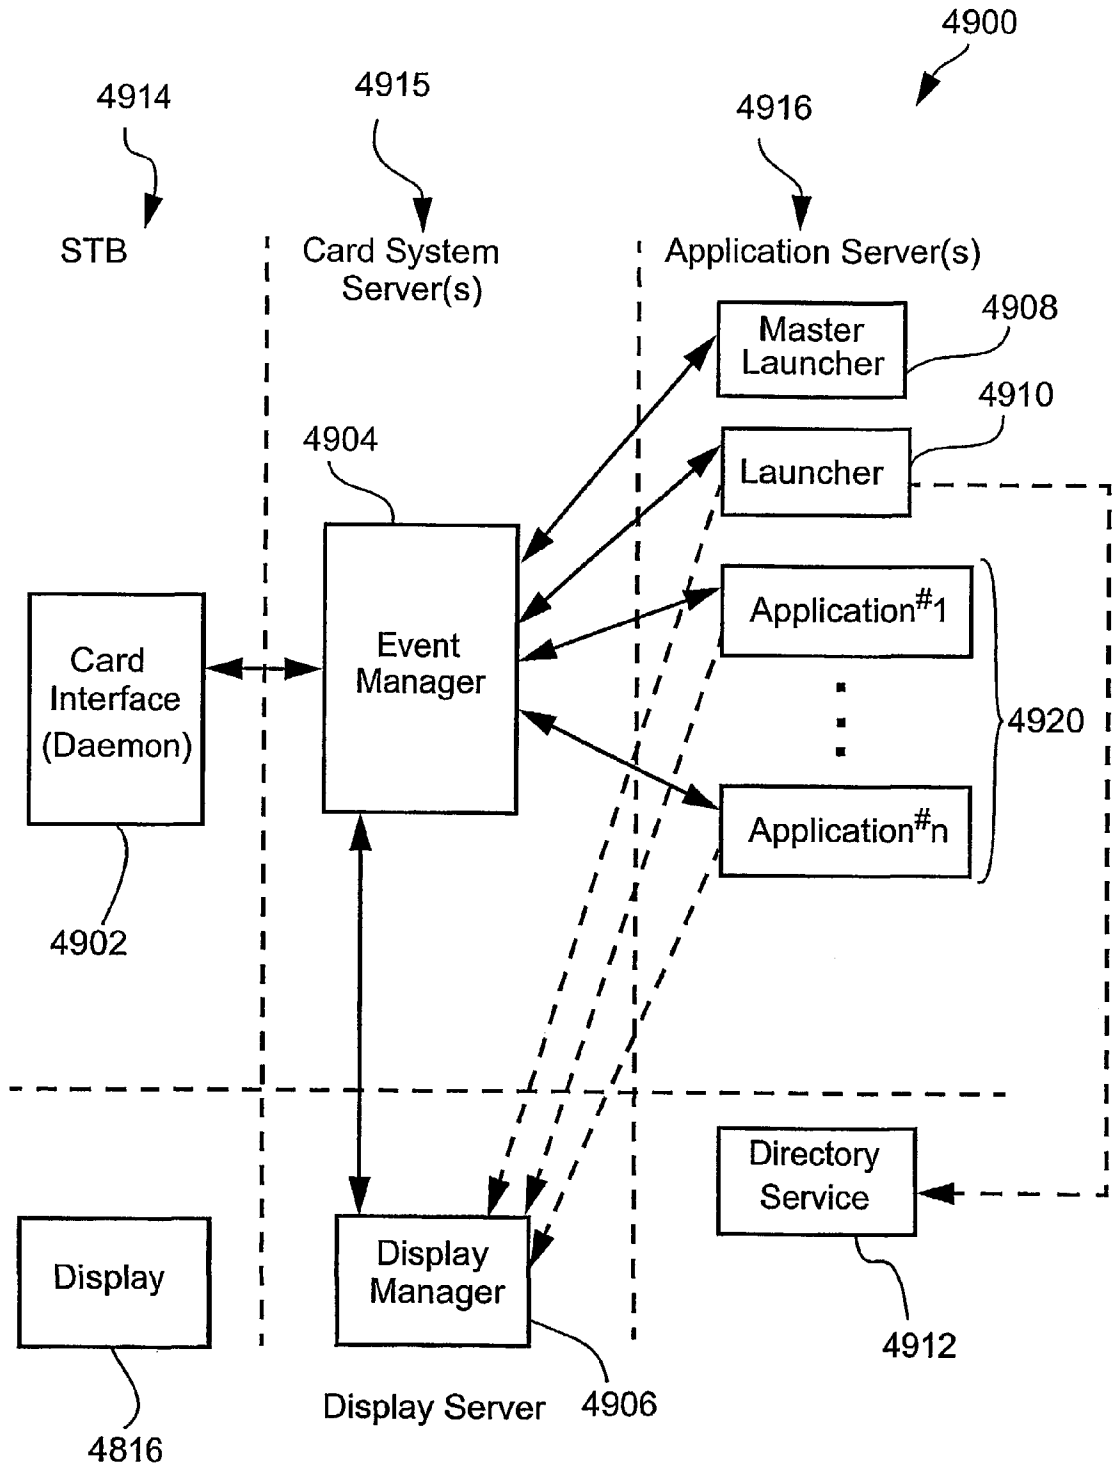 4900
4914
4915
4916
STB
Card System
Server(s)
Application Server(s)
Master
Launcher
4908
4910
Launcher
4904
Event
Manager
Application#1
Card
Interface
(Daemon)
4920
Application#n
4902
Directory
Service
Display
Display
Manager
4912
Display Server
4906
4816